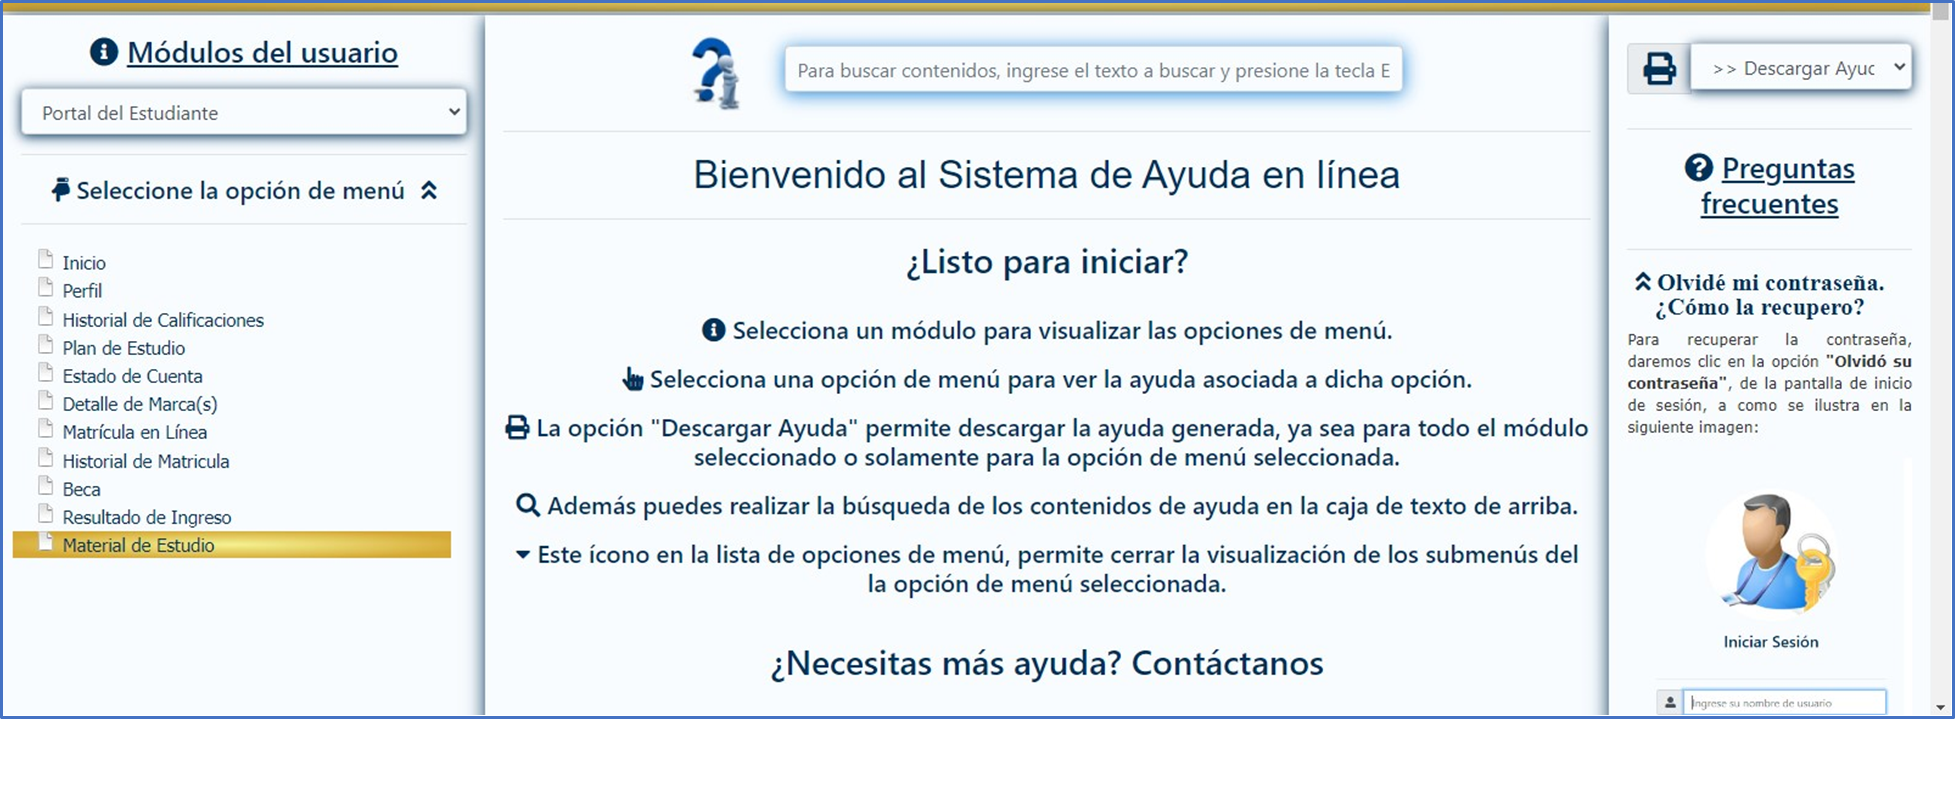 Módulos del usuario
Portal del Estudiante
Seleccione la opción de menú
Inicio
Perfil
Historial de Calificaciones
Plan de Estudio
Estado de Cuenta
Detalle de Marca(s)
Matrícula en Línea
Historial de Matricula
Beca
Resultado de Ingreso
Material de Estudio
Para buscar contenidos, ingrese el texto a buscar y presione la tecla E
Bienvenido al Sistema de Ayuda en línea
¿Listo para iniciar?
Selecciona un módulo para visualizar las opciones de menú.
Selecciona una opción de menú para ver la ayuda asociada a dicha opción.
La opción "Descargar Ayuda" permite descargar la ayuda generada, ya sea para todo el módulo
seleccionado o solamente para la opción de menú seleccionada.
Además puedes realizar la búsqueda de los contenidos de ayuda en la caja de texto de arriba.
Este ícono en la lista de opciones de menú, permite cerrar la visualización de los submenús del
la opción de menú seleccionada.
¿Necesitas más ayuda? Contáctanos
>> Descargar Ayuc
Preguntas
frecuentes
Olvidé mi contraseña.
¿Cómo la recupero?
Para recuperar la contraseña,
daremos clic en la opción "Olvidó su
contraseña", de la pantalla de inicio
de sesión, a como se ilustra en la
siguiente imagen:
Iniciar Sesión
Ingrese su nombre de usuario